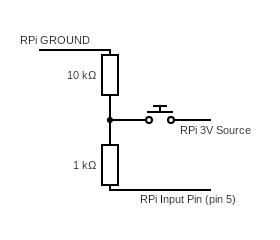 RPi GROUND
10 kΩ
RPi 3V Source
1 kΩ
RPi Input Pin (pin 5)